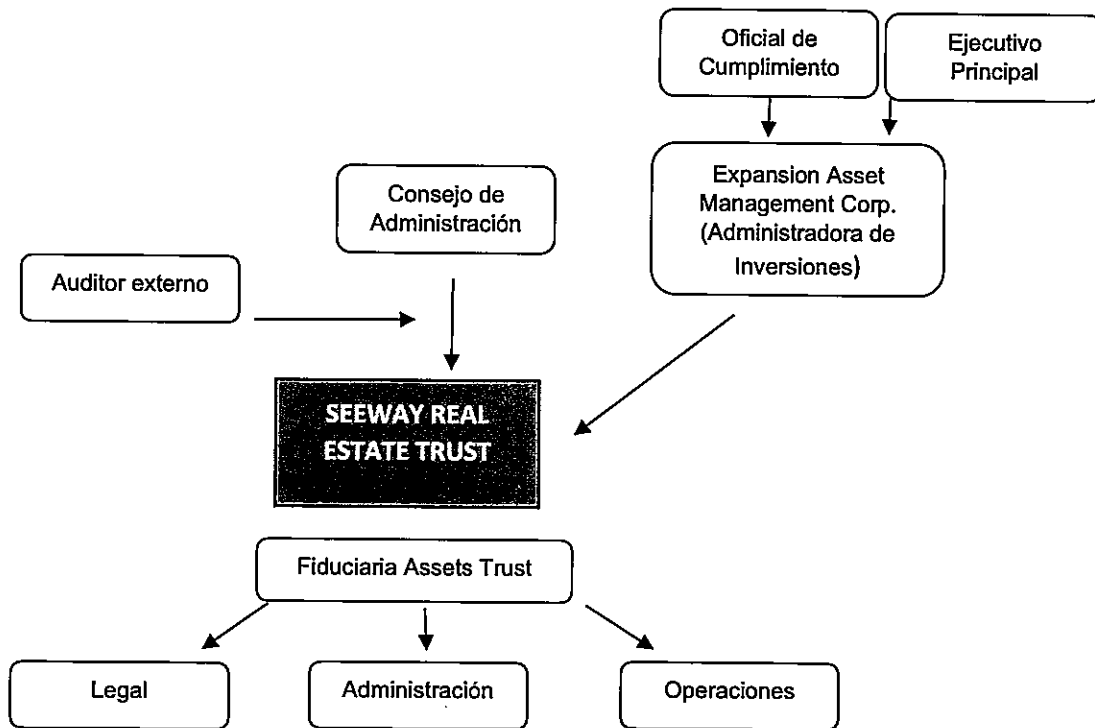 Oficial de
Cumplimiento
Ejecutivo
Principal
Expansion Asset
Management Corp.
(Administradora de
Inversiones)
Consejo de
Administración
Auditor externo
SEEWAY REAL
ESTATE TRUST
Fiduciaria Assets Trust
Legal
Administración
Operaciones